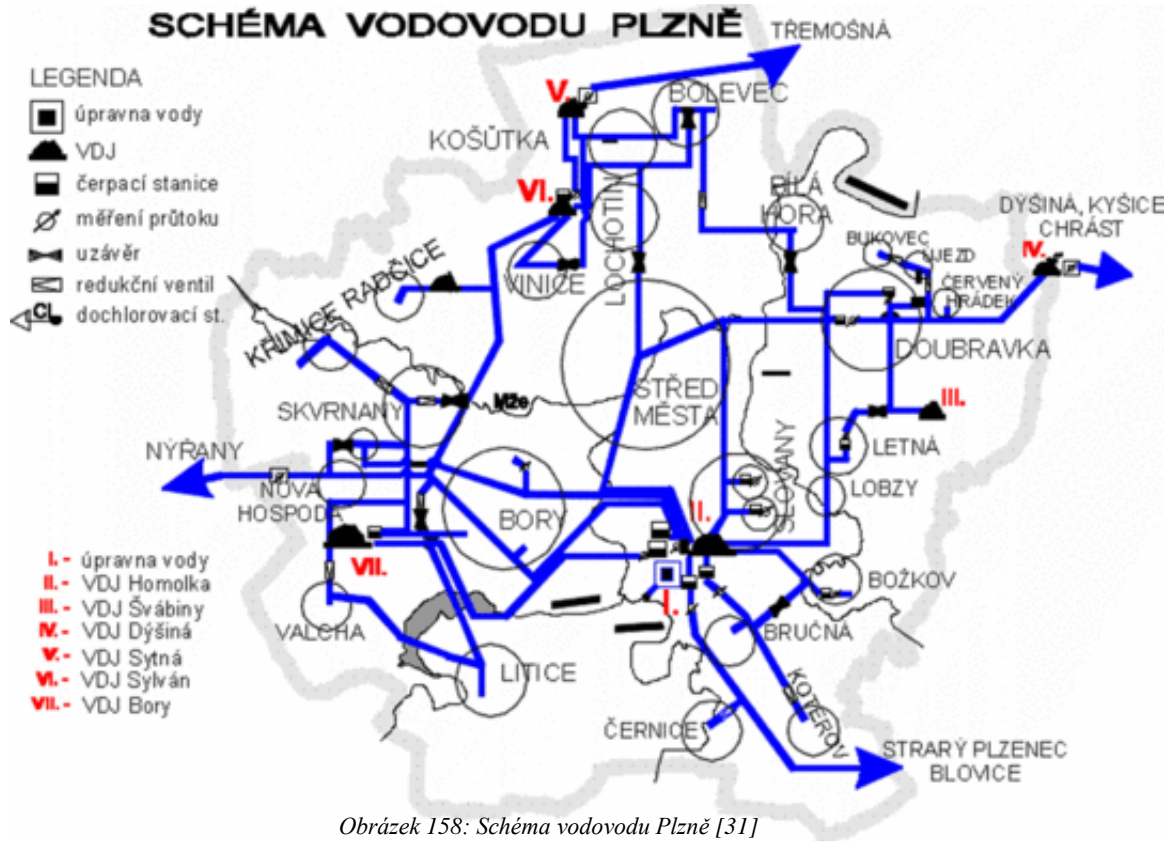 SCHÉMA VODOVODU PLZNĚ
TŘEMOŠNÁ
LEGENDA
úpravna vody
VDJ
čerpací stanice
měření průtoku
uzávěr
redukční ventil
CL dochlorovací st.
V.
BOLEVEC
KOŠŮTKA
VI.
LOCHOTÍN
BÍLÁ
HORA
DÝŠINÁ, KYŠICE
CHRÁST
IV.
BUKOVEC
ÚJEZD
ČERVENÝ
HRÁDEK
VINICE
KŘIMICE RADČICE
DOUBRAVKA
STŘED
MĚSTA
Mže
SKVRŇANY
III.
LETNÁ
NÝŘANY
NOVÁ
HOSPODA
BORY
SLOVANY
LOBZY
II.
VII.
I.
BOŽKOV
BRUČNÁ
VALCHA
LITICE
KOTEROV
ČERNICE
STRARÝ PLZENEC
BLOVICE
I.- úpravna vody
II.- VDJ Homolka
III.- VDJ Švábiny
IV.- VDJ Dýšiná
V.- VDJ Sytná
VI.- VDJ Sylván
VII.- VDJ Bory
Obrázek 158: Schéma vodovodu Plzně [31]